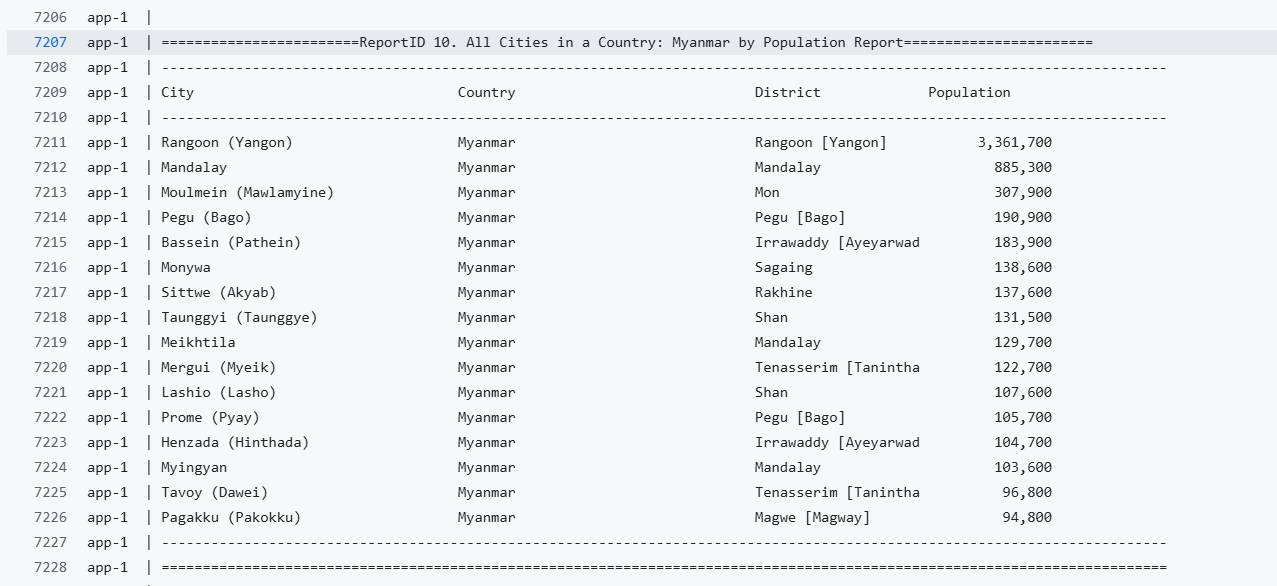 7206 app-1 |
7207 app-1 | ========================ReportID 10. All Cities in a Country: Myanmar by Population Report=======================
7208 app-1 | --------------------------------------------------------------------------------------------------------------------------
7209 app-1 | City Country District Population
7210 app-1 | --------------------------------------------------------------------------------------------------------------------------
7211 app-1 | Rangoon (Yangon) Myanmar Rangoon [Yangon] 3,361,700
7212 app-1 | Mandalay Myanmar Mandalay 885,300
7213 app-1 | Moulmein (Mawlamyine) Myanmar Mon 307,900
7214 app-1 | Pegu (Bago) Myanmar Pegu [Bago] 190,900
7215 app-1 | Bassein (Pathein) Myanmar Irrawaddy [Ayeyarwad 183,900
7216 app-1 | Monywa Myanmar Sagaing 138,600
7217 app-1 | Sittwe (Akyab) Myanmar Rakhine 137,600
7218 app-1 | Taunggyi (Taunggye) Myanmar Shan 131,500
7219 app-1 | Meikhtila Myanmar Mandalay 129,700
7220 app-1 | Mergui (Myeik) Myanmar Tenasserim [Tanintha 122,700
7221 app-1 | Lashio (Lasho) Myanmar Shan 107,600
7222 app-1 | Prome (Pyay) Myanmar Pegu [Bago] 105,700
7223 app-1 | Henzada (Hinthada) Myanmar Irrawaddy [Ayeyarwad 104,700
7224 app-1 | Myingyan Myanmar Mandalay 103,600
7225 app-1 | Tavoy (Dawei) Myanmar Tenasserim [Tanintha 96,800
7226 app-1 | Pagakku (Pakokku) Myanmar Magwe [Magway] 94,800
7227 app-1 | --------------------------------------------------------------------------------------------------------------------------
7228 app-1 | ==========================================================================================================================